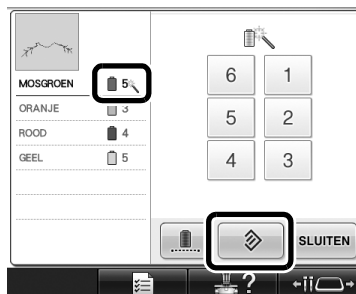 MOSGROEN 5
ORANJE 3
ROOD 4
GEEL 5
6 1
5 2
4 3
SLUITEN
?